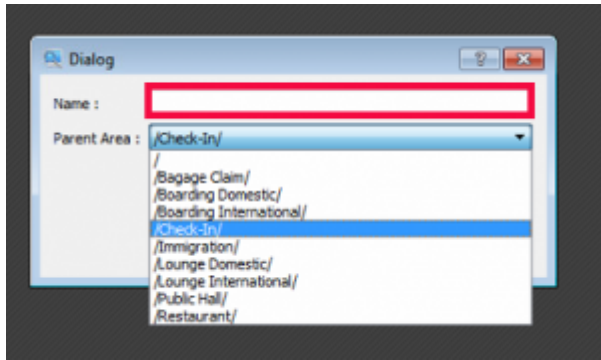 Dialog
Name :
Parent Area : /Check-In/
/
/Bagage Claim/
/Boarding Domestic/
/Boarding International/
/Check-In/
/Immigration/
/Lounge Domestic/
/Lounge International/
/Public Hall/
/Restaurant/